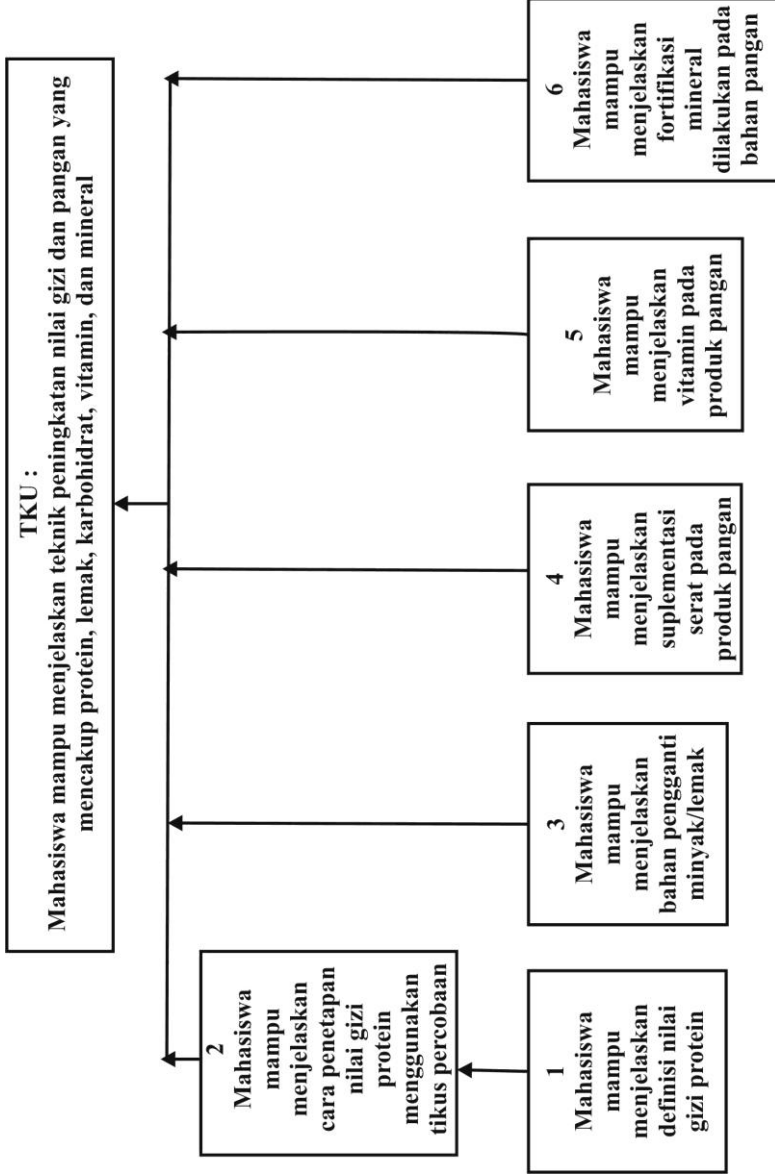 TKU :
Mahasiswa mampu menjelaskan teknik peningkatan nilai gizi dan pangan yang
mencakup protein, lemak, karbohidrat, vitamin, dan mineral
2
Mahasiswa
mampu
menjelaskan
cara penetapan
nilai gizi
protein
menggunakan
tikus percobaan
1
Mahasiswa
mampu
menjelaskan
definisi nilai
gizi protein
3
Mahasiswa
mampu
menjelaskan
bahan pengganti
minyak/lemak
4
Mahasiswa
mampu
menjelaskan
suplementasi
serat pada
produk pangan
5
Mahasiswa
mampu
menjelaskan
vitamin pada
produk pangan
6
Mahasiswa
mampu
menjelaskan
fortifikasi
mineral
dilakukan pada
bahan pangan